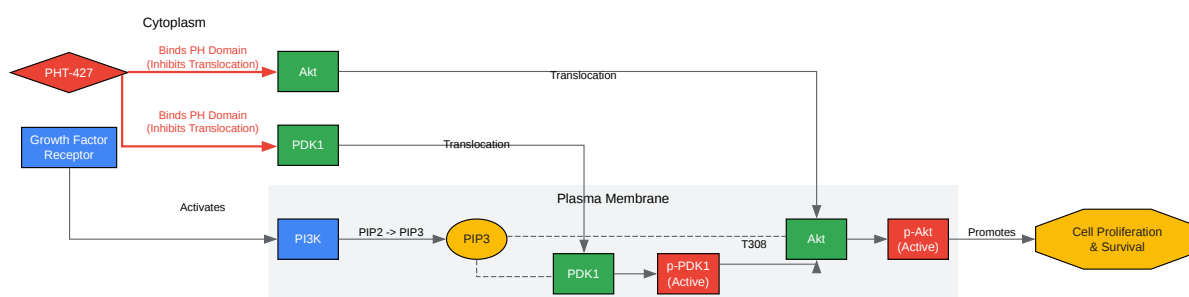 Cytoplasm
Binds PH Domain
(Inhibits Translocation)
PHT-427
Akt
Translocation
Binds PH Domain
(Inhibits Translocation)
Growth Factor
Receptor
PDK1
Translocation
Plasma Membrane
Activates
PI3K
PIP2 -> PIP3
PIP3
T308
Akt
p-Akt
(Active)
Promotes
Cell Proliferation
& Survival
PDK1
p-PDK1
(Active)